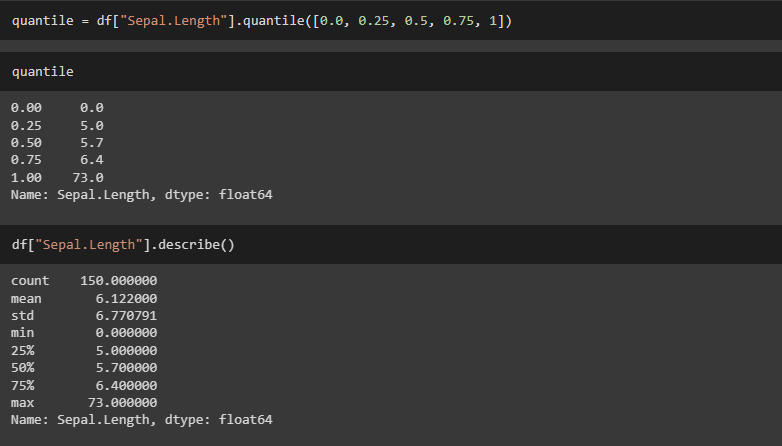 quantile = df["Sepal.Length"].quantile([0.0, 0.25, 0.5, 0.75, 1])
quantile
0.00     0.0
0.25     5.0
0.50     5.7
0.75     6.4
1.00    73.0
Name: Sepal.Length, dtype: float64
df["Sepal.Length"].describe()
count    150.000000
mean       6.122000
std        6.770791
min        0.000000
25%        5.000000
50%        5.700000
75%        6.400000
max       73.000000
Name: Sepal.Length, dtype: float64